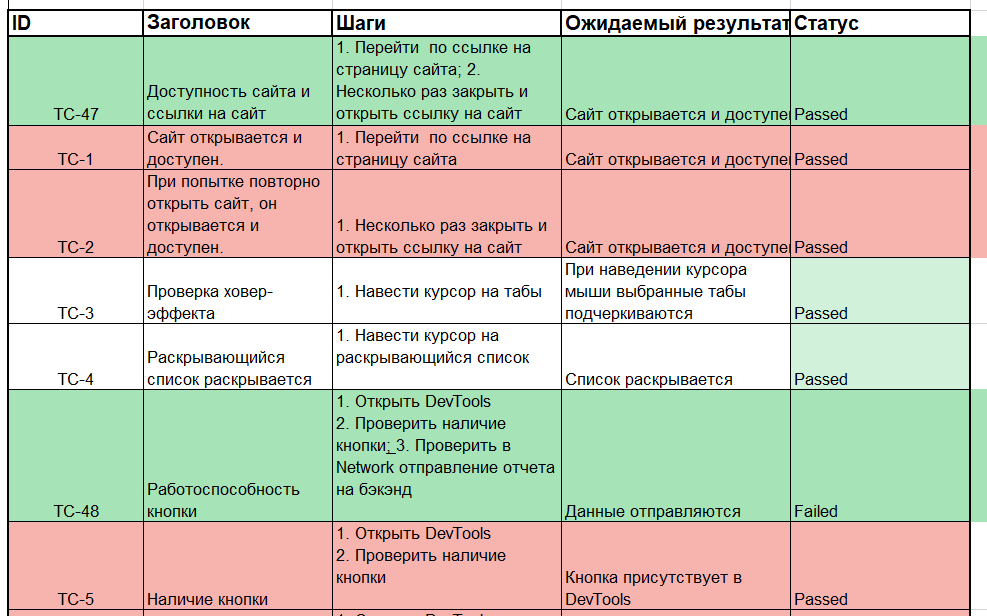 ID Заголовок Шаги Ожидаемый результат Статус
1. Перейти  по ссылке на
страницу сайта; 2.
Доступность сайта и Несколько раз закрыть и
TC-47 ссылки на сайт открыть ссылку на сайт Сайт открывается и доступен Passed
Сайт открывается и 1. Перейти  по ссылке на
TC-1 доступен. страницу сайта Сайт открывается и доступен Passed
При попытке повторно
открыть сайт, он
открывается и 1. Несколько раз закрыть и
TC-2 доступен. открыть ссылку на сайт Сайт открывается и доступен Passed
При наведении курсора
Проверка ховер- 1. Навести курсор на табы мыши выбранные табы
TC-3 эффекта подчеркиваются Passed
1. Навести курсор на
Раскрывающийся раскрывающийся список
TC-4 список раскрывается Список раскрывается Passed
1. Открыть DevTools
2. Проверить наличие
кнопки; 3. Проверить в
Network отправление отчета
Работоспособность на бэкэнд
TC-48 кнопки Данные отправляются Failed
1. Открыть DevTools
2. Проверить наличие
кнопки Кнопка присутствует в
TC-5 Наличие кнопки DevTools Passed